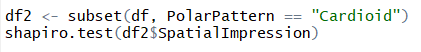 df2 <- subset(df, PolarPattern == "Cardioid")
shapiro.test(df2$SpatialImpression)